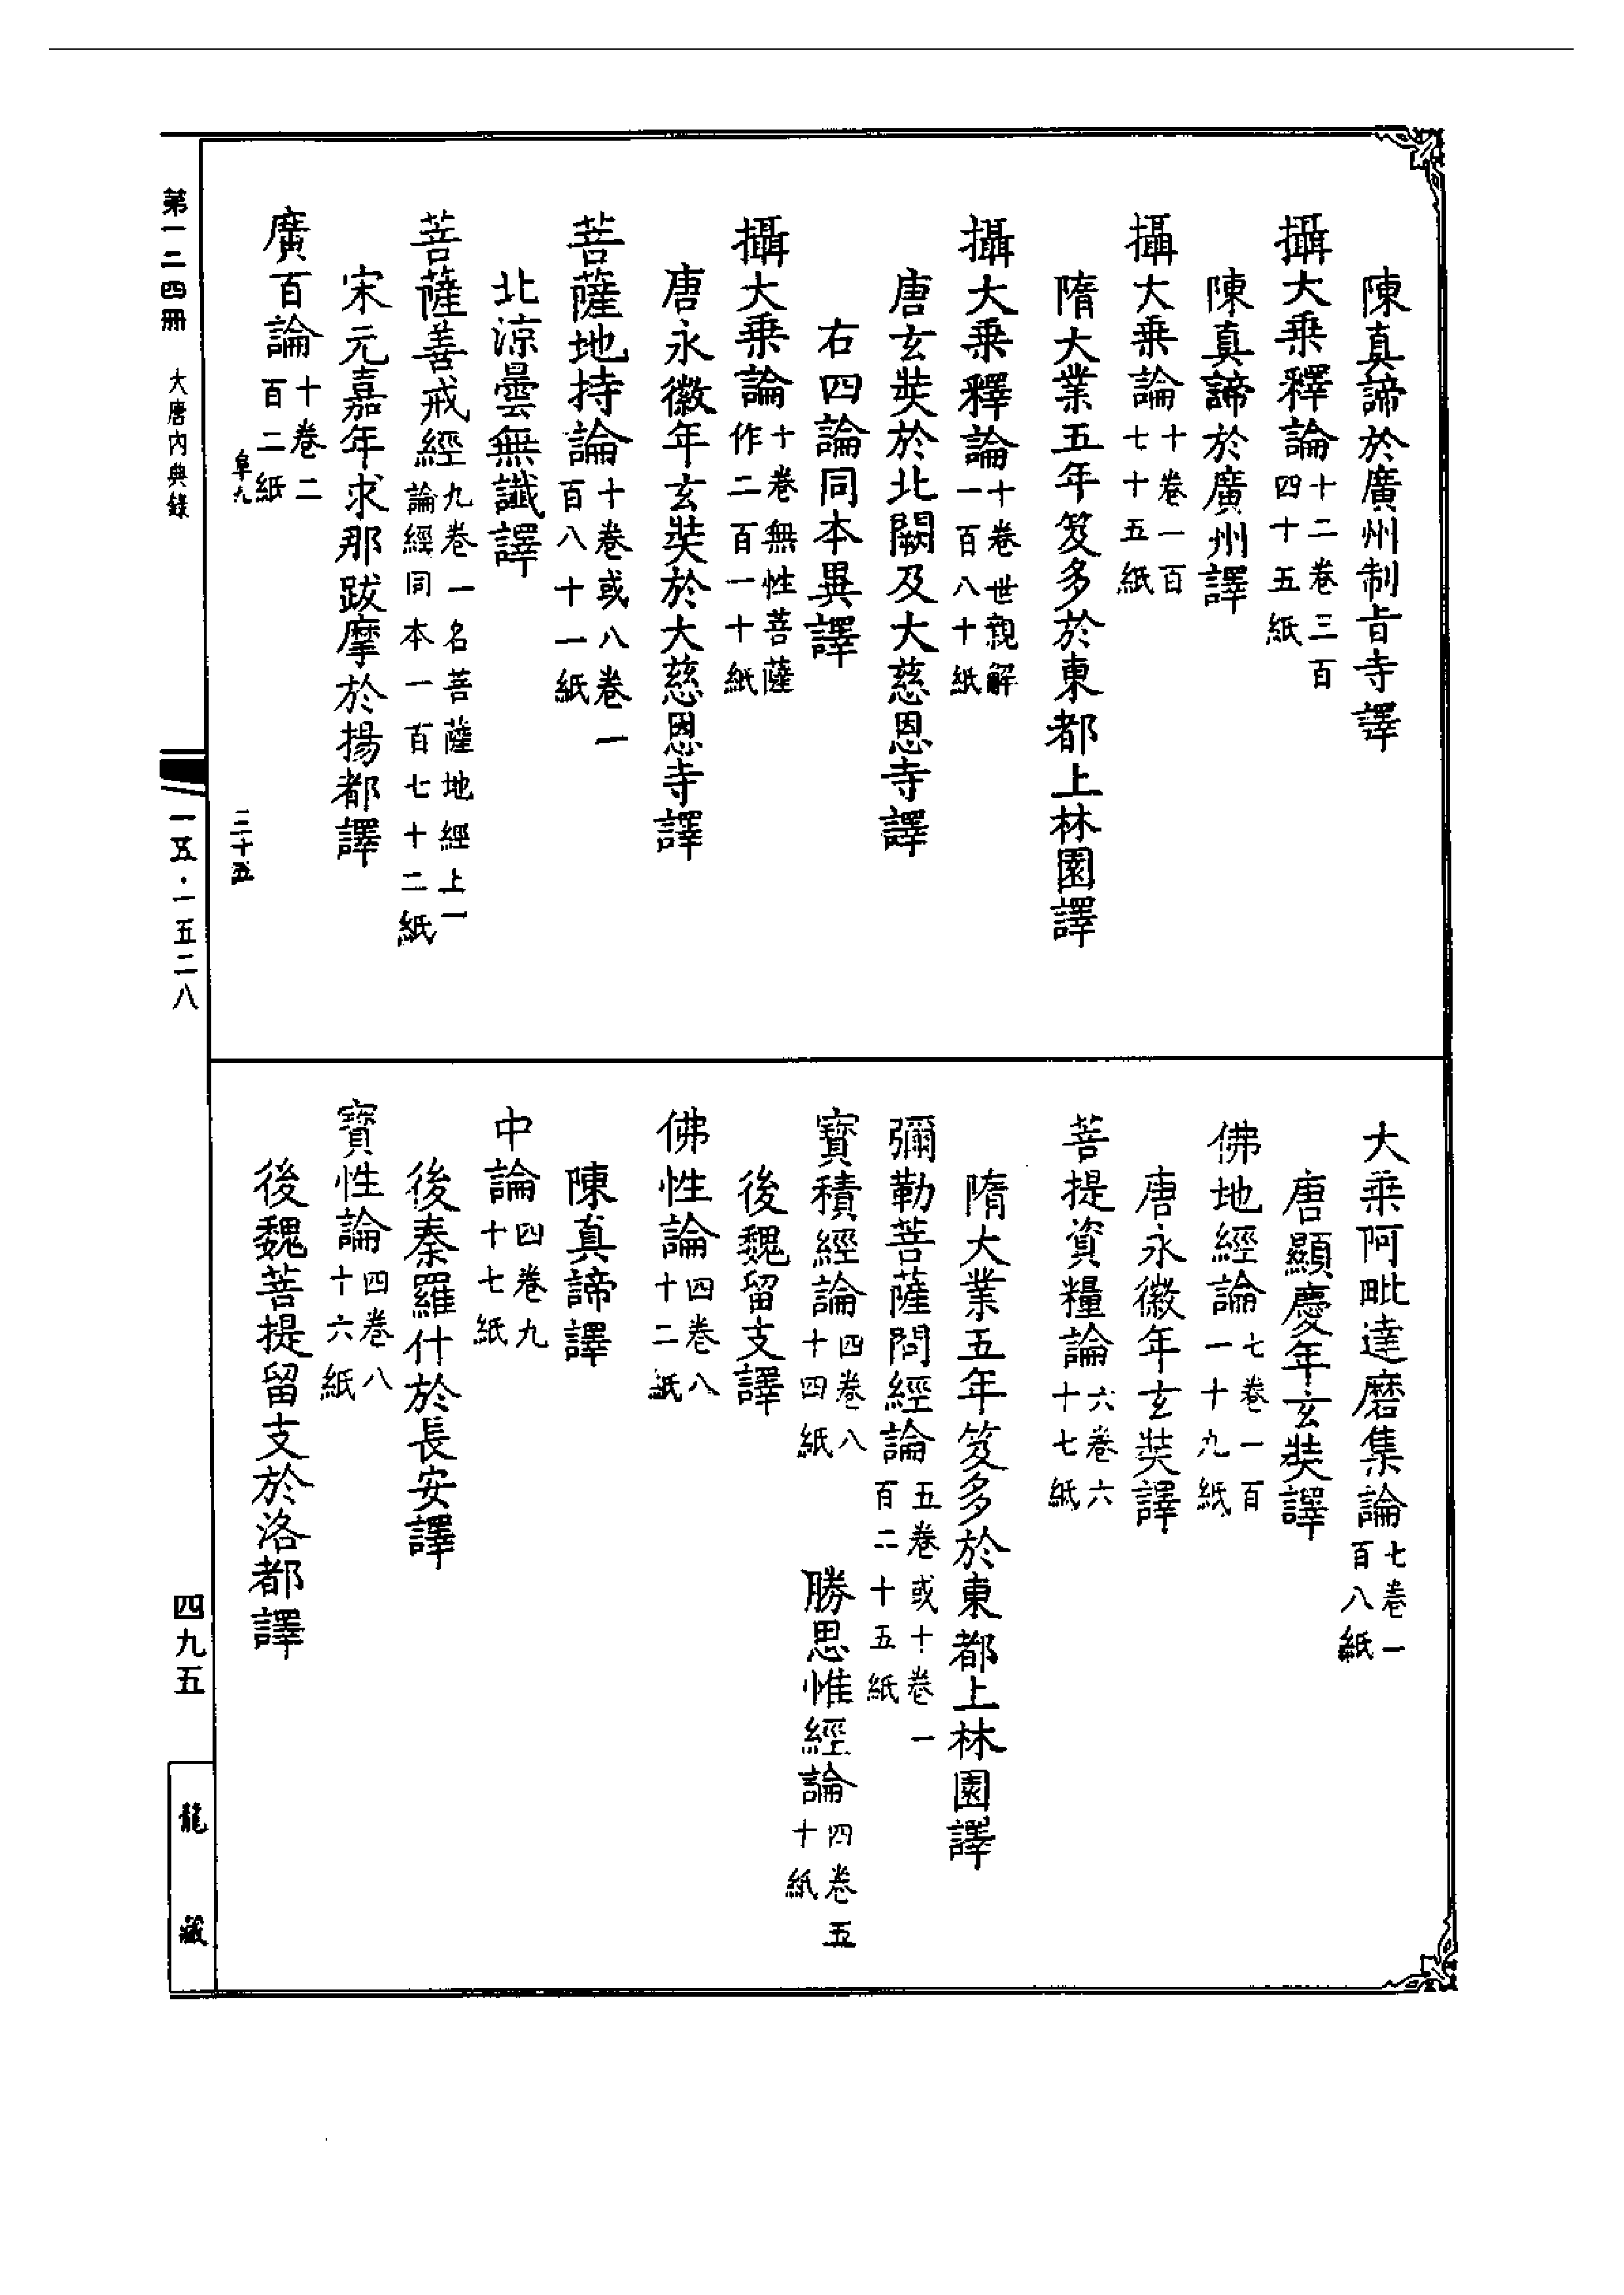 陳真諦於廣州制旨寺譯
攝大乘釋論十二卷三百四十五紙
陳真諦於廣州譯
攝大乘論十卷一百七十五紙
隋大業五年笈多於東都上林園譯
攝大乘釋論十卷世親解一百八十紙
唐玄奘於北闕及大慈恩寺譯
右四論同本異譯
攝大乘論十卷無性菩薩作二百一十紙
唐永徽年玄奘於大慈恩寺譯
菩薩地持論十卷或八卷一百八十一紙
北涼曇無讖譯
菩薩善戒經九卷一名菩薩地經上一論經同本一百七十二紙
宋元嘉年求那跋摩於揚都譯
廣百論十卷二百二紙
阜九
三十五
大乘阿毗達磨集論七卷一百八紙
唐顯慶年玄奘譯
佛地經論七卷一百一十九紙
唐永徽年玄奘譯
菩提資糧論六卷六十七紙
隋大業五年笈多於東都上林園譯
彌勒菩薩問經論五卷或十卷一百二十五紙
寶積經論四卷八十四紙 勝思惟經論四卷五十紙
後魏留支譯
佛性論四卷八十二紙
陳真諦譯
中論四卷九十七紙
後秦羅什於長安譯
寶性論四卷八十六紙
後魏菩提留支於洛都譯
第一二四冊 大唐內典錄
一五·一五二八
四九五
龍藏